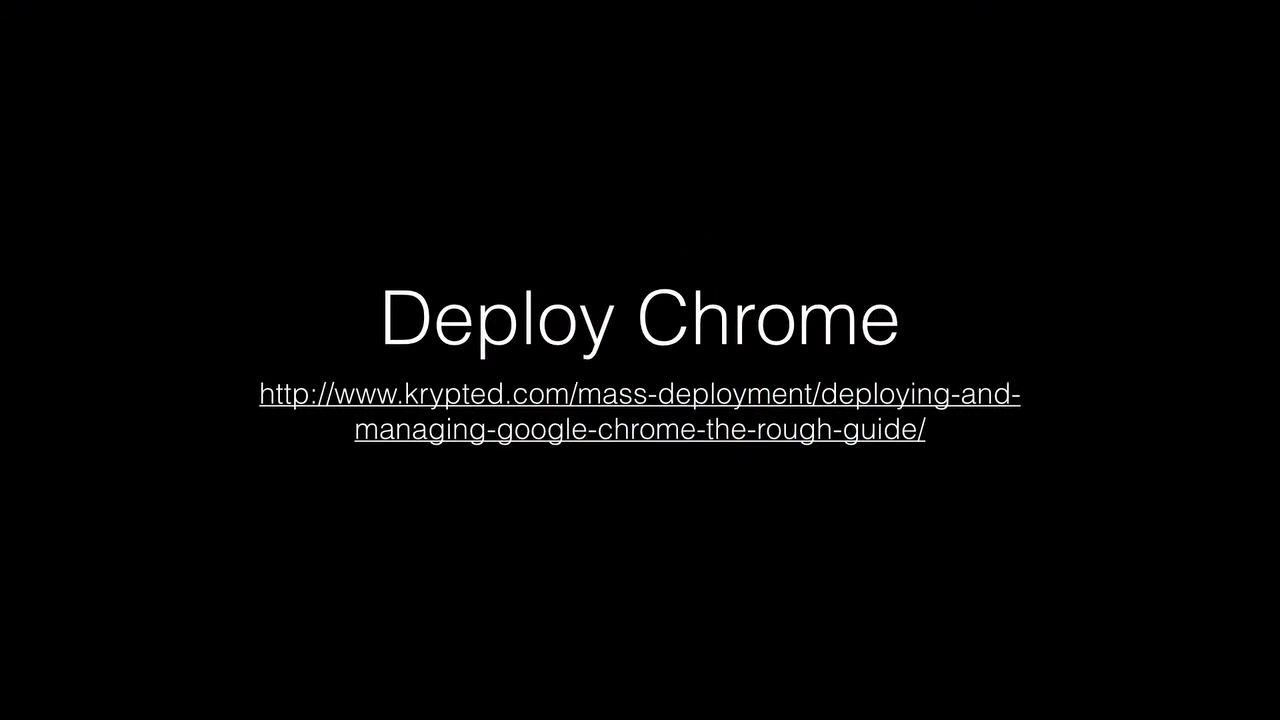 Deploy Chrome
http://www.krypted.com/mass-deployment/deploying-and-
managing-google-chrome-the-rough-guide/